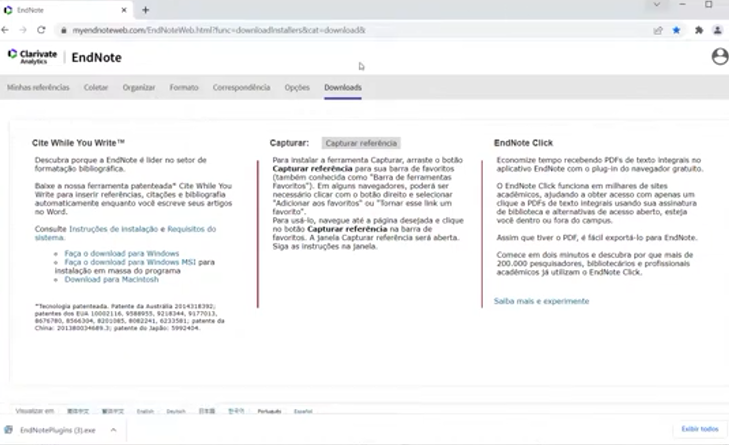 EndNote
myendnoteweb.com/EndNoteWeb.html?func=downloadInstallers&cat=download&
Clarivate
Analytics
EndNote
Minhas referências Coletar Organizar Formato Correspondência Opções Downloads
Cite While You Write™
Descubra porque a EndNote é líder no setor de
formatação bibliográfica.
Baixe a nossa ferramenta patenteada* Cite While You
Write para inserir referências, citações e bibliografia
automaticamente enquanto você escreve seus artigos
no Word.
Consulte Instruções de instalação e Requisitos do
sistema.
Faça o download para Windows
Faça o download para Windows MSI para
instalação em massa do programa
Download para Macintosh
*Tecnologia patenteada. Patente da Austrália 2014318392;
patentes dos EUA 10002116, 9588955, 9218344, 9177013,
8676780, 8566304, 8201085, 8082241, 6233581; patente da
China: 201380034689.3; patente do Japão: 5992404.
Capturar: Capturar referência
Para instalar a ferramenta Capturar, arraste o botão
Capturar referência para sua barra de favoritos
(também conhecida como "Barra de ferramentas
Favoritos"). Em alguns navegadores, poderá ser
necessário clicar com o botão direito e selecionar
"Adicionar aos favoritos" ou "Tornar esse link um
favorito".
Para usá-lo, navegue até a página desejada e clique
no botão Capturar referência na barra de
favoritos. A janela Capturar referência será aberta.
Siga as instruções na janela.
EndNote Click
Economize tempo recebendo PDFs de texto integrais no
aplicativo EndNote com o plug-in do navegador gratuito.
O EndNote Click funciona em milhares de sites
acadêmicos, ajudando a obter acesso com apenas um
clique a PDFs de texto integrais usando sua assinatura
de biblioteca e alternativas de acesso aberto, esteja
você dentro ou fora do campus.
Assim que tiver o PDF, é fácil exportá-lo para EndNote.
Comece em dois minutos e descubra por que mais de
200.000 pesquisadores, bibliotecários e profissionais
acadêmicos já utilizam o EndNote Click.
Saiba mais e experimente
Visualizar em 简体中文 繁體中文 English Deutsch 日本語 한국어 Português Español
EndNotePlugins (3).exe
Exibir todos